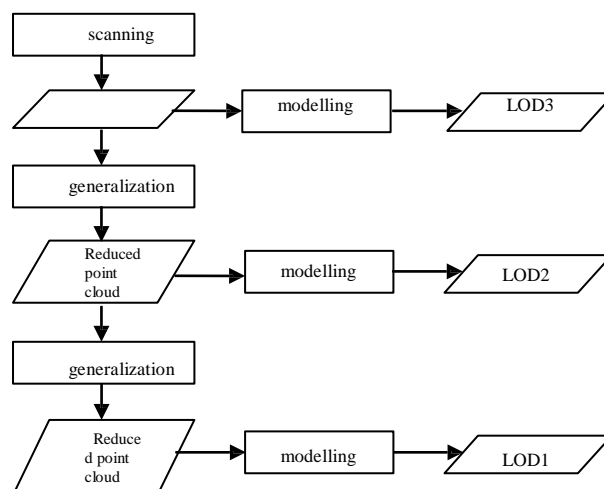 scanning
modelling
LOD3
generalization
Reduced
point
cloud
modelling
LOD2
generalization
Reduce
d point
cloud
modelling
LOD1